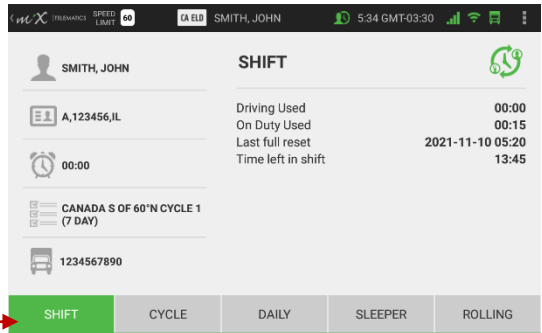 mX TELEMATICS SPEED LIMIT 60 CA ELD SMITH, JOHN 5:34 GMT-03:30
SMITH, JOHN
A,123456,IL
00:00
CANADA S OF 60°N CYCLE 1
(7 DAY)
1234567890
SHIFT
Driving Used 00:00
On Duty Used 00:15
Last full reset 2021-11-10 05:20
Time left in shift 13:45
SHIFT CYCLE DAILY SLEEPER ROLLING